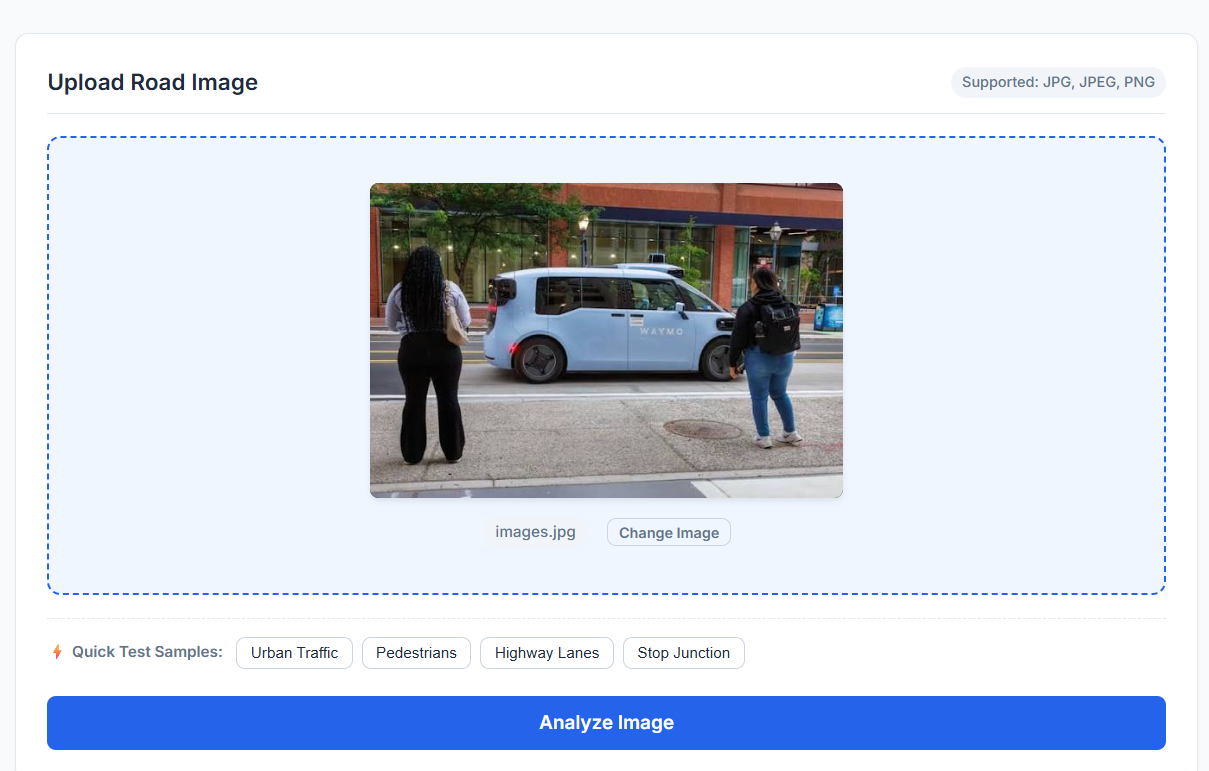 Upload Road Image
Supported: JPG, JPEG, PNG
WAYMO
images.jpg
Change Image
Quick Test Samples:
Urban Traffic
Pedestrians
Highway Lanes
Stop Junction
Analyze Image